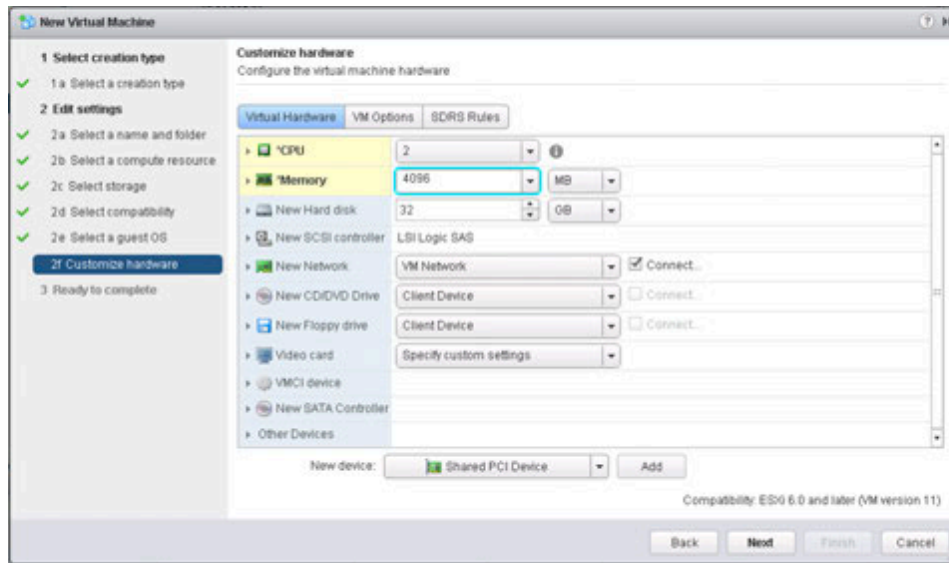 New Virtual Machine
1 Select creation type
1a Select a creation type
2 Edit settings
2a Select a name and folder
2b Select a compute resource
2c Select storage
2d Select compatibility
2e Select a guest OS
2f Customize hardware
3 Ready to complete
Customize hardware
Configure the virtual machine hardware
Virtual Hardware VM Options SDRS Rules
*CPU 2
*Memory 4096 MB
New Hard disk 32 GB
New SCSI controller LSI Logic SAS
New Network VM Network Connect...
New CD/DVD Drive Client Device Connect...
New Floppy drive Client Device Connect...
Video card Specify custom settings
VMCI device
New SATA Controller
Other Devices
New device: Shared PCI Device Add
Compatibility: ESXi 6.0 and later (VM version 11)
Back Next Finish Cancel